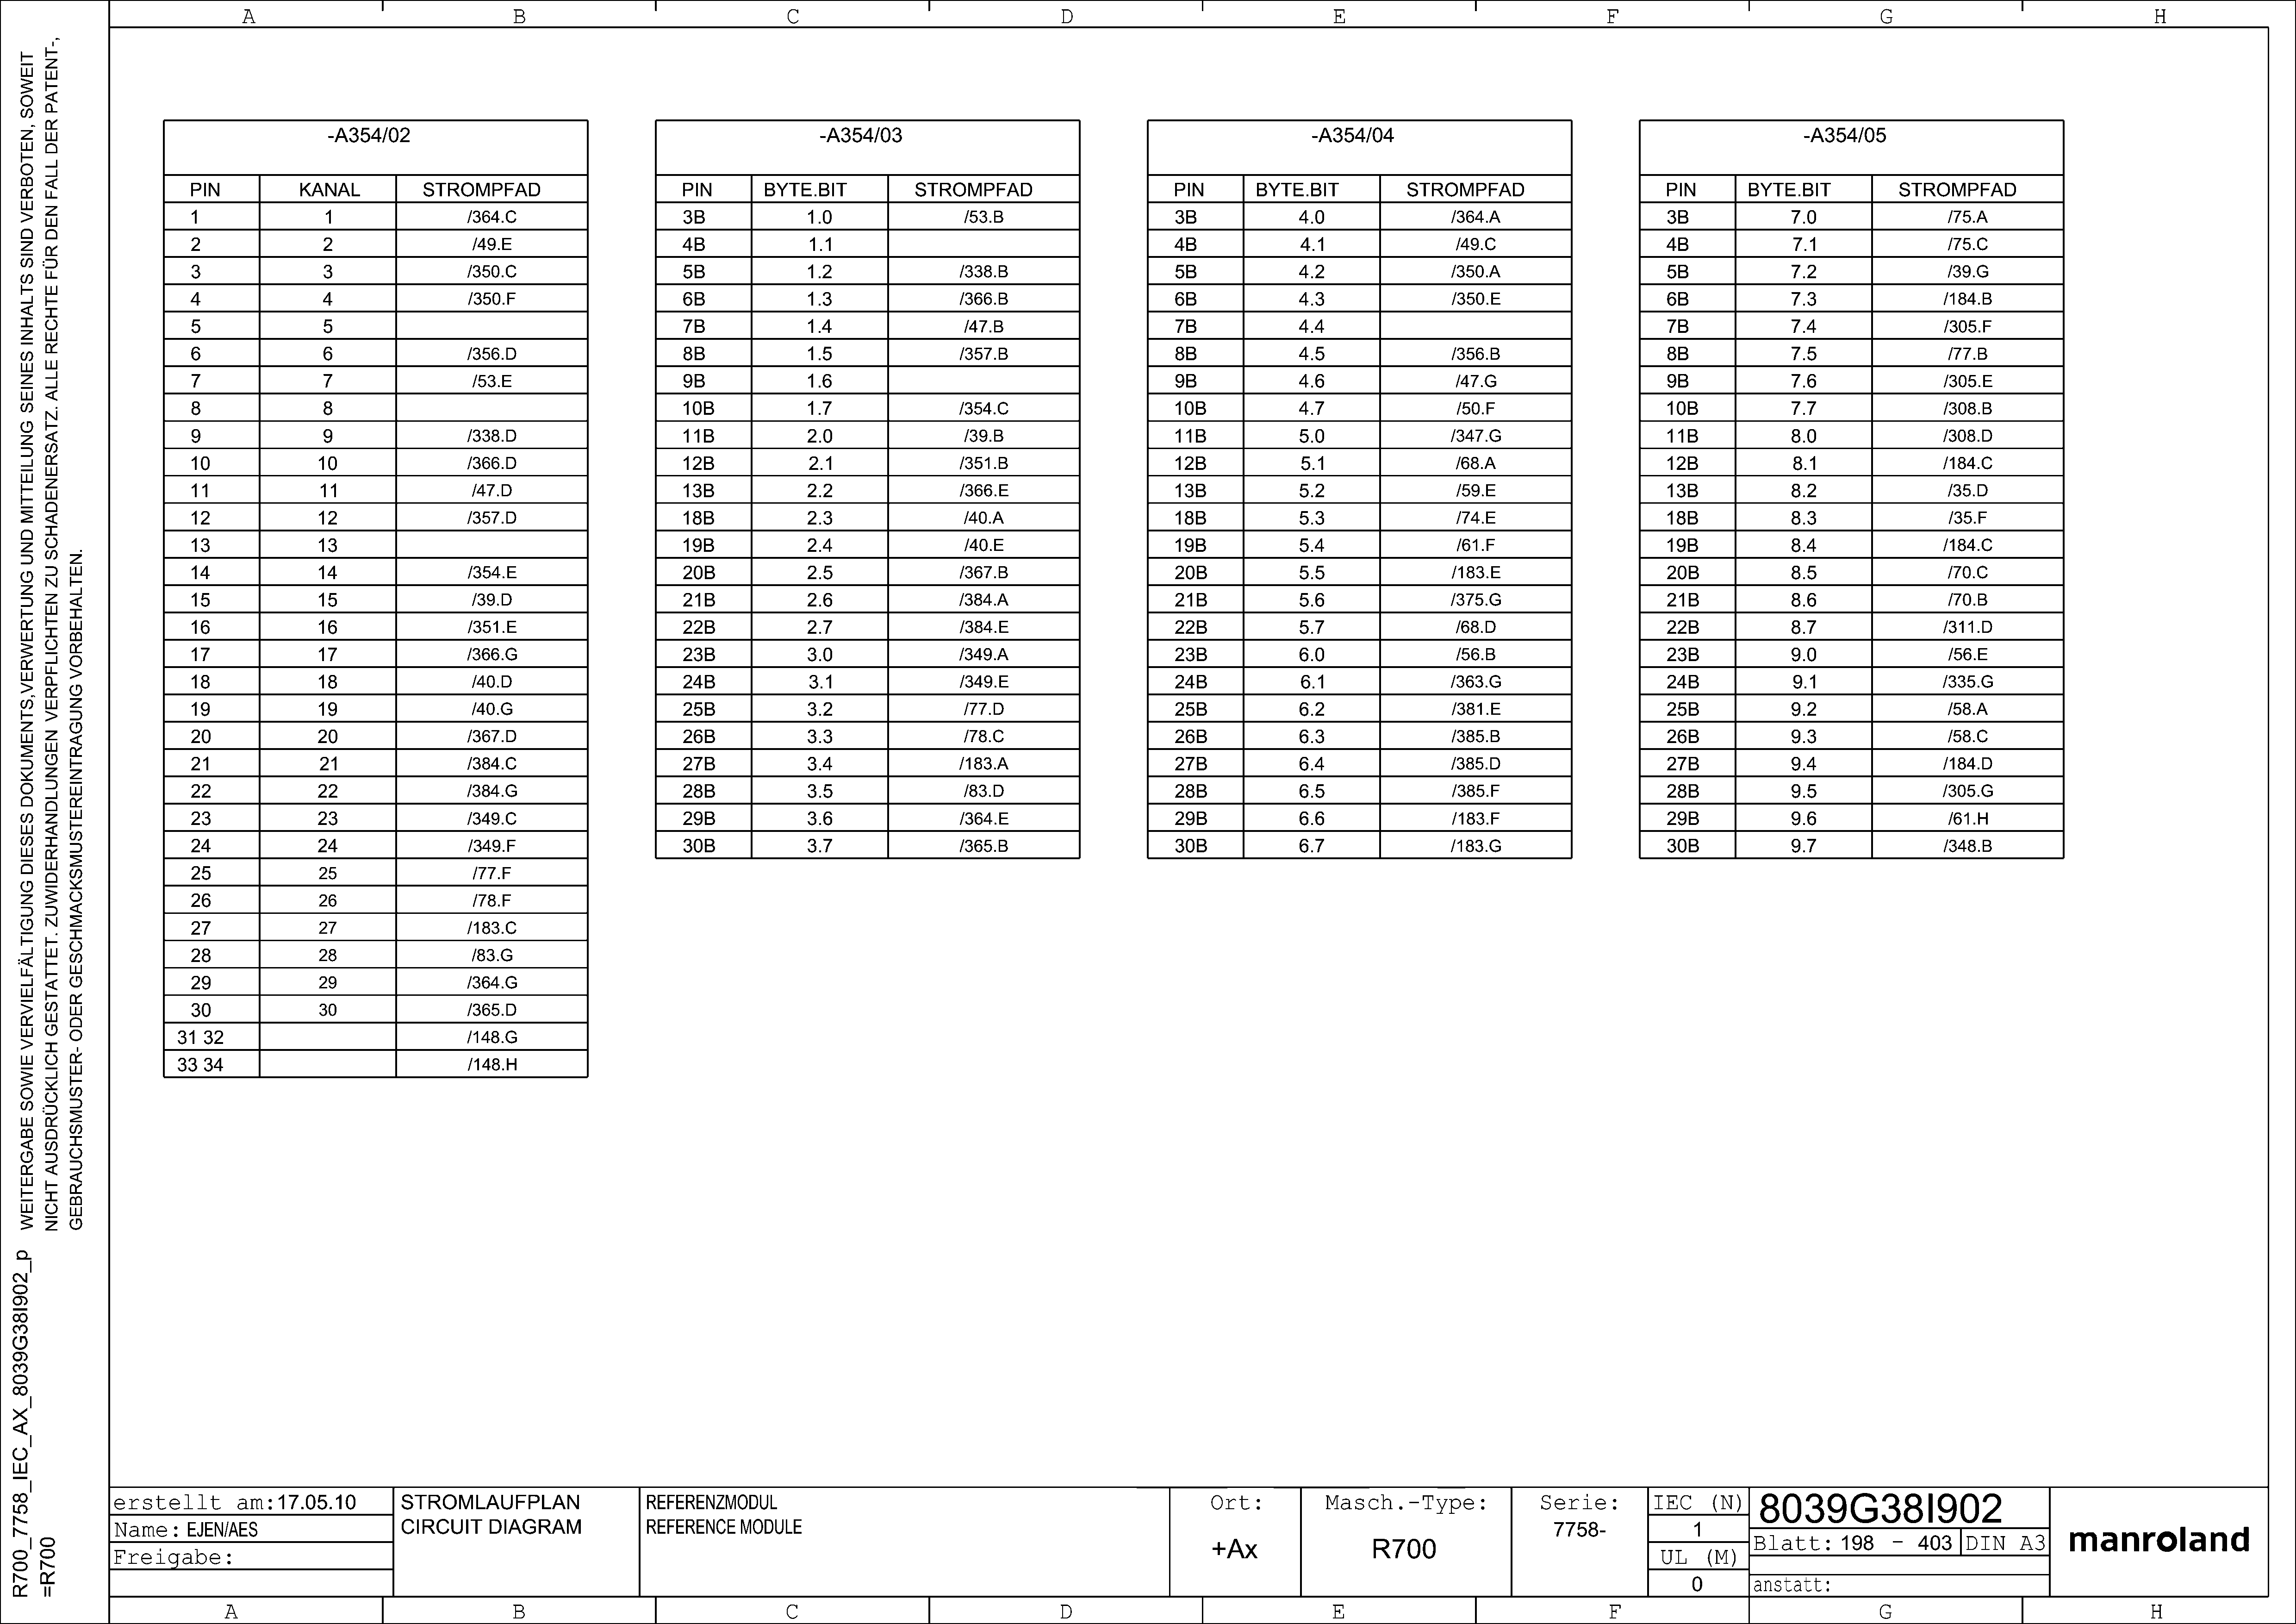 A B C D E F G H
WEITERGABE SOWIE VERVIELFÄLTIGUNG DIESES DOKUMENTS,VERWERTUNG UND MITTEILUNG SEINES INHALTS SIND VERBOTEN, SOWEIT
NICHT AUSDRÜCKLICH GESTATTET. ZUWIDERHANDLUNGEN VERPFLICHTEN ZU SCHADENERSATZ. ALLE RECHTE FÜR DEN FALL DER PATENT-,
GEBRAUCHSMUSTER- ODER GESCHMACKSMUSTEREINTRAGUNG VORBEHALTEN.
R700_7758_IEC_AX_8039G38I902_p
=R700
-A354/02
PIN KANAL STROMPFAD
1 1 /364.C
2 2 /49.E
3 3 /350.C
4 4 /350.F
5 5
6 6 /356.D
7 7 /53.E
8 8
9 9 /338.D
10 10 /366.D
11 11 /47.D
12 12 /357.D
13 13
14 14 /354.E
15 15 /39.D
16 16 /351.E
17 17 /366.G
18 18 /40.D
19 19 /40.G
20 20 /367.D
21 21 /384.C
22 22 /384.G
23 23 /349.C
24 24 /349.F
25 25 /77.F
26 26 /78.F
27 27 /183.C
28 28 /83.G
29 29 /364.G
30 30 /365.D
31 32 /148.G
33 34 /148.H
-A354/03
PIN BYTE.BIT STROMPFAD
3B 1.0 /53.B
4B 1.1
5B 1.2 /338.B
6B 1.3 /366.B
7B 1.4 /47.B
8B 1.5 /357.B
9B 1.6
10B 1.7 /354.C
11B 2.0 /39.B
12B 2.1 /351.B
13B 2.2 /366.E
18B 2.3 /40.A
19B 2.4 /40.E
20B 2.5 /367.B
21B 2.6 /384.A
22B 2.7 /384.E
23B 3.0 /349.A
24B 3.1 /349.E
25B 3.2 /77.D
26B 3.3 /78.C
27B 3.4 /183.A
28B 3.5 /83.D
29B 3.6 /364.E
30B 3.7 /365.B
-A354/04
PIN BYTE.BIT STROMPFAD
3B 4.0 /364.A
4B 4.1 /49.C
5B 4.2 /350.A
6B 4.3 /350.E
7B 4.4
8B 4.5 /356.B
9B 4.6 /47.G
10B 4.7 /50.F
11B 5.0 /347.G
12B 5.1 /68.A
13B 5.2 /59.E
18B 5.3 /74.E
19B 5.4 /61.F
20B 5.5 /183.E
21B 5.6 /375.G
22B 5.7 /68.D
23B 6.0 /56.B
24B 6.1 /363.G
25B 6.2 /381.E
26B 6.3 /385.B
27B 6.4 /385.D
28B 6.5 /385.F
29B 6.6 /183.F
30B 6.7 /183.G
-A354/05
PIN BYTE.BIT STROMPFAD
3B 7.0 /75.A
4B 7.1 /75.C
5B 7.2 /39.G
6B 7.3 /184.B
7B 7.4 /305.F
8B 7.5 /77.B
9B 7.6 /305.E
10B 7.7 /308.B
11B 8.0 /308.D
12B 8.1 /184.C
13B 8.2 /35.D
18B 8.3 /35.F
19B 8.4 /184.C
20B 8.5 /70.C
21B 8.6 /70.B
22B 8.7 /311.D
23B 9.0 /56.E
24B 9.1 /335.G
25B 9.2 /58.A
26B 9.3 /58.C
27B 9.4 /184.D
28B 9.5 /305.G
29B 9.6 /61.H
30B 9.7 /348.B
erstellt am:17.05.10
Name: EJEN/AES
Freigabe:
STROMLAUFPLAN
CIRCUIT DIAGRAM
REFERENZMODUL
REFERENCE MODULE
Ort:
+Ax
Masch.-Type:
R700
Serie:
7758-
IEC (N)
1
UL (M)
0
8039G38I902
Blatt: 198 - 403 DIN A3
anstatt:
manroland
A B C D E F G H